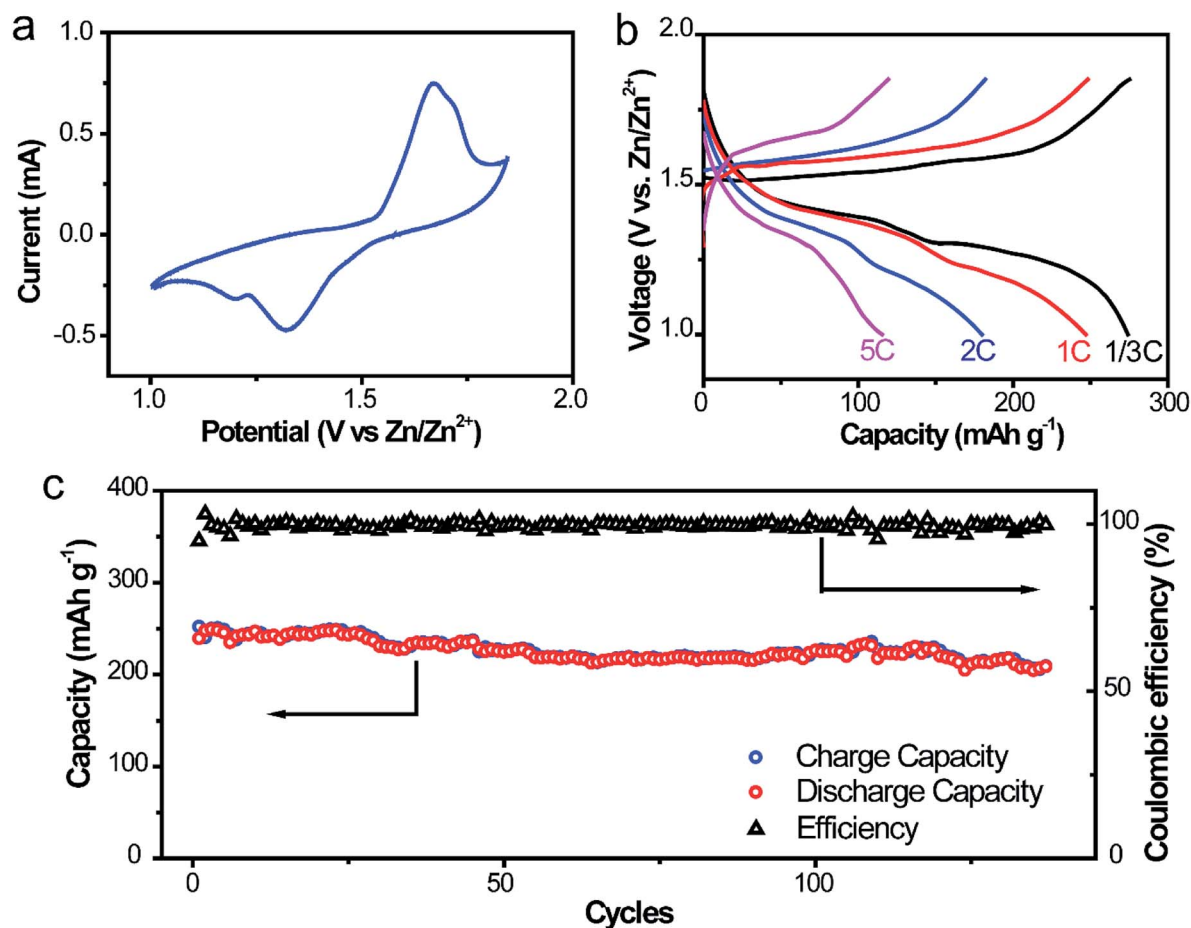 a
1.0
0.5
0.0
-0.5
Current (mA)
1.0
1.5
2.0
Potential (V vs Zn/Zn²⁺)
b
2.0
1.5
1.0
Voltage (V vs. Zn/Zn²⁺)
5C
2C
1C
1/3C
0
100
200
300
Capacity (mAh g⁻¹)
c
400
300
200
100
0
Capacity (mAh g⁻¹)
100
50
0
Coulombic efficiency (%)
Charge Capacity
Discharge Capacity
Efficiency
0
50
100
Cycles